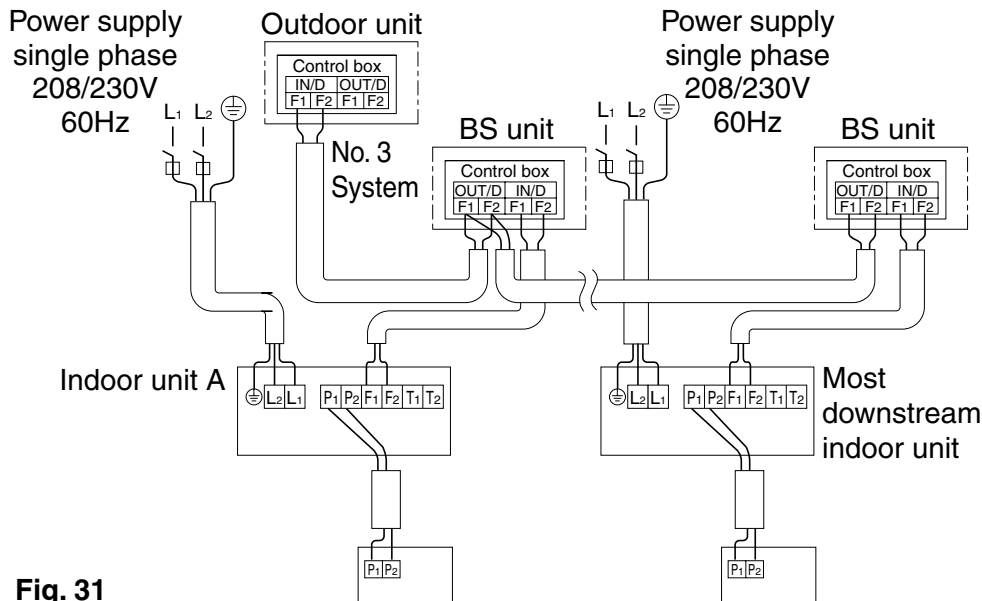 Power supply
single phase
208/230V
60Hz
L1 L2
Outdoor unit
Control box
IN/D OUT/D
F1 F2 F1 F2
No. 3
System
BS unit
Control box
OUT/D IN/D
F1 F2 F1 F2
Power supply
single phase
208/230V
60Hz
L1 L2
BS unit
Control box
OUT/D IN/D
F1 F2 F1 F2
Indoor unit A
L2 L1
P1 P2 F1 F2 T1 T2
L2 L1
P1 P2 F1 F2 T1 T2
Most
downstream
indoor unit
P1 P2
P1 P2
Fig. 31